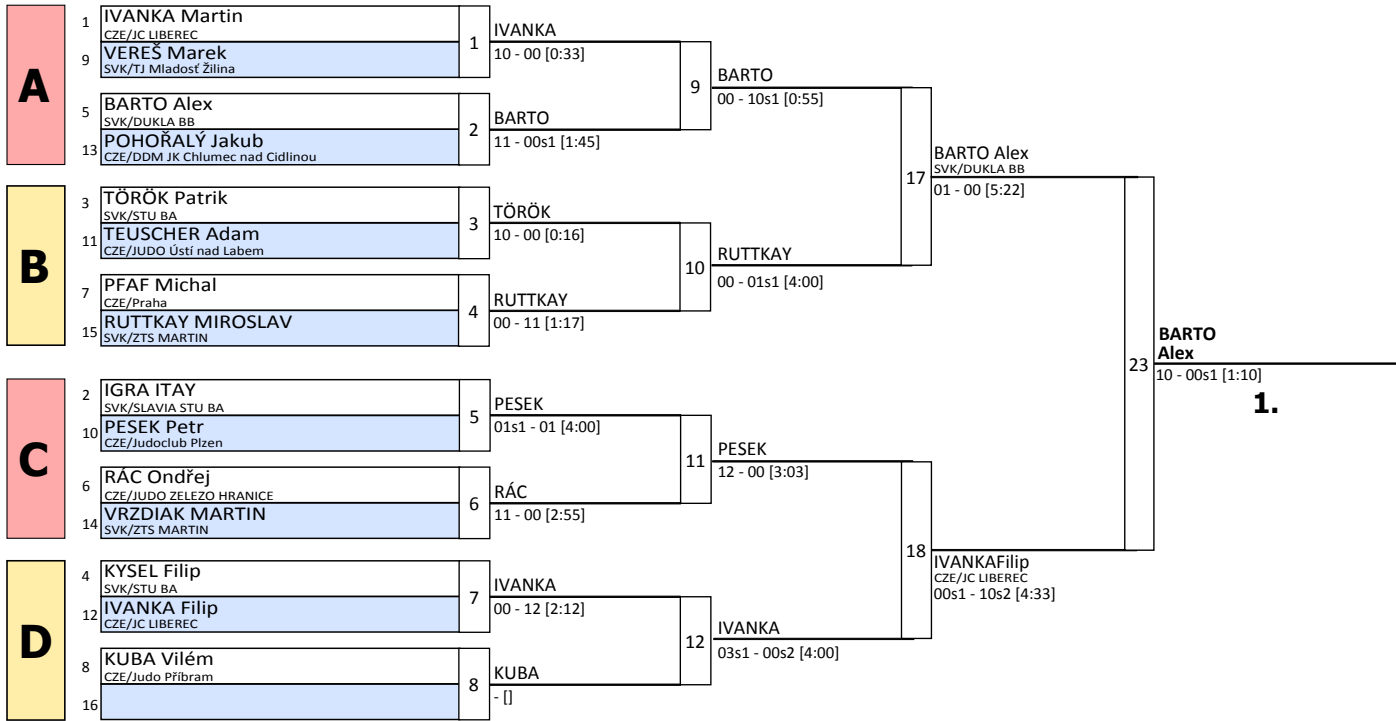 A
1
IVANKA Martin
CZE/JC LIBEREC
9
VEREŠ Marek
SVK/TJ Mladosť Žilina
1
IVANKA
10 - 00 [0:33]
5
BARTO Alex
SVK/DUKLA BB
13
POHOŘALÝ Jakub
CZE/DDM JK Chlumec nad Cidlinou
2
BARTO
11 - 00s1 [1:45]
9
BARTO
00 - 10s1 [0:55]
B
3
TÖRÖK Patrik
SVK/STU BA
11
TEUSCHER Adam
CZE/JUDO Ústí nad Labem
3
TÖRÖK
10 - 00 [0:16]
7
PFAF Michal
CZE/Praha
15
RUTTKAY MIROSLAV
SVK/ZTS MARTIN
4
RUTTKAY
00 - 11 [1:17]
10
RUTTKAY
00 - 01s1 [4:00]
17
BARTO Alex
SVK/DUKLA BB
01 - 00 [5:22]
C
2
IGRA ITAY
SVK/SLAVIA STU BA
10
PESEK Petr
CZE/Judoclub Plzen
5
PESEK
01s1 - 01 [4:00]
6
RÁC Ondřej
CZE/JUDO ZELEZO HRANICE
14
VRZDIAK MARTIN
SVK/ZTS MARTIN
6
RÁC
11 - 00 [2:55]
11
PESEK
12 - 00 [3:03]
D
4
KYSEL Filip
SVK/STU BA
12
IVANKA Filip
CZE/JC LIBEREC
7
IVANKA
00 - 12 [2:12]
8
KUBA Vilém
CZE/Judo Příbram
16
8
KUBA
- []
12
IVANKA
03s1 - 00s2 [4:00]
18
IVANKAFilip
CZE/JC LIBEREC
00s1 - 10s2 [4:33]
23
BARTO
Alex
10 - 00s1 [1:10]
1.